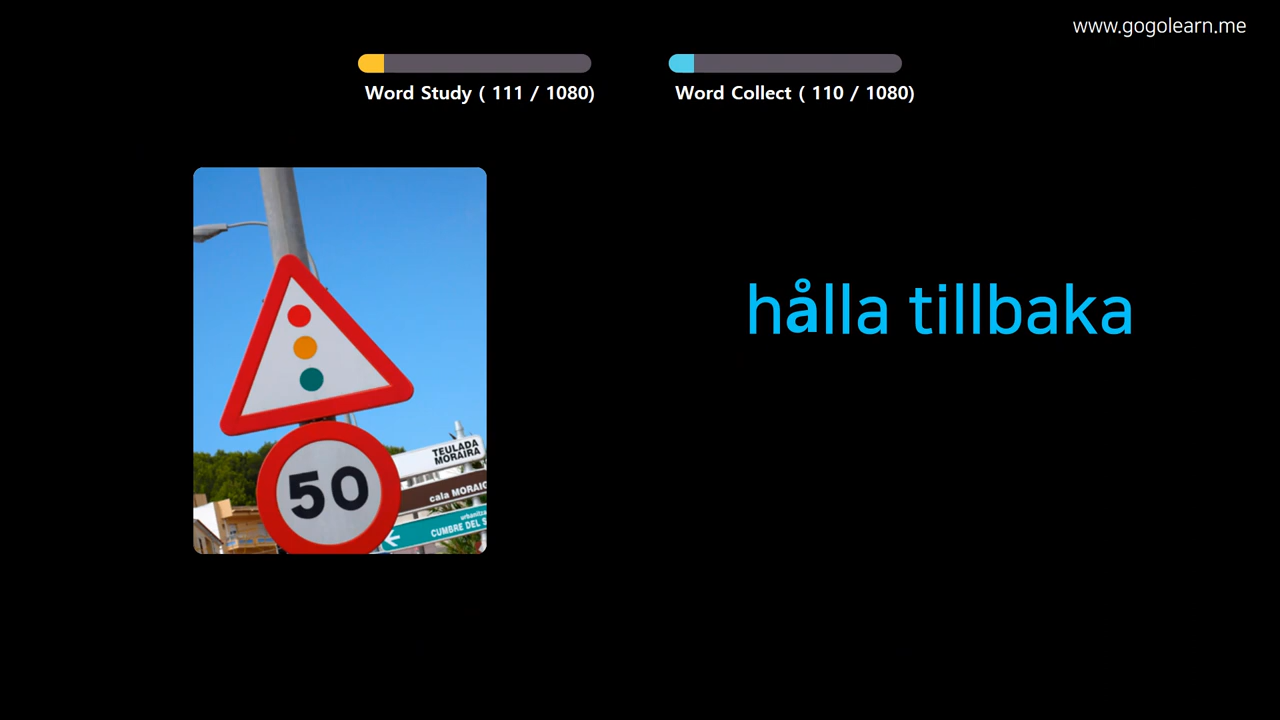 www.gogolearn.me
Word Study ( 111 / 1080)
Word Collect ( 110 / 1080)
hålla tillbaka
50
TEULADA
MORAIRA
cala
urbanitza
CUMBRE DEL